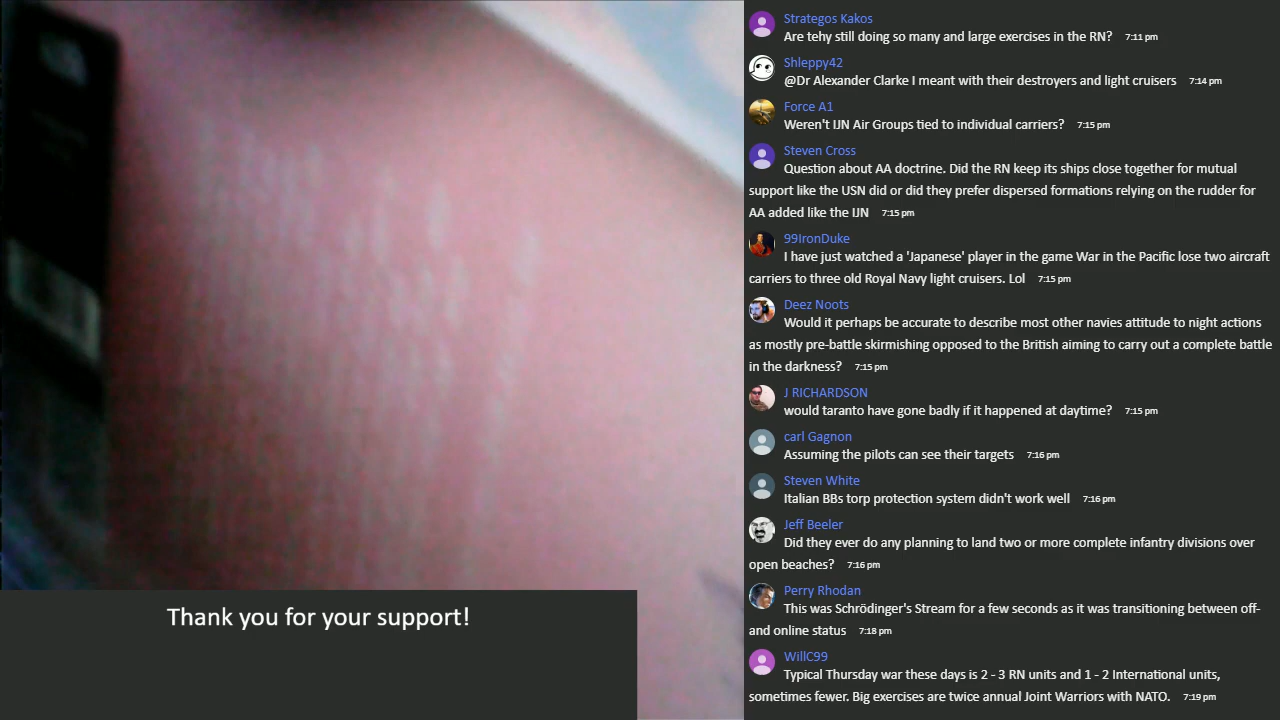 Strategos Kakos
Are tehy still doing so many and large exercises in the RN? 7:11 pm
Shleppy42
@Dr Alexander Clarke I meant with their destroyers and light cruisers 7:14 pm
Force A1
Weren't IJN Air Groups tied to individual carriers? 7:15 pm
Steven Cross
Question about AA doctrine. Did the RN keep its ships close together for mutual
support like the USN did or did they prefer dispersed formations relying on the rudder for
AA added like the IJN 7:15 pm
99IronDuke
I have just watched a 'Japanese' player in the game War in the Pacific lose two aircraft
carriers to three old Royal Navy light cruisers. Lol 7:15 pm
Deez Noots
Would it perhaps be accurate to describe most other navies attitude to night actions
as mostly pre-battle skirmishing opposed to the British aiming to carry out a complete battle
in the darkness? 7:15 pm
J RICHARDSON
would taranto have gone badly if it happened at daytime? 7:15 pm
carl Gagnon
Assuming the pilots can see their targets 7:16 pm
Steven White
Italian BBs torp protection system didn't work well 7:16 pm
Jeff Beeler
Did they ever do any planning to land two or more complete infantry divisions over
open beaches? 7:16 pm
Perry Rhodan
This was Schrödinger's Stream for a few seconds as it was transitioning between off-
and online status 7:18 pm
WillC99
Typical Thursday war these days is 2 - 3 RN units and 1 - 2 International units,
sometimes fewer. Big exercises are twice annual Joint Warriors with NATO. 7:19 pm
Thank you for your support!